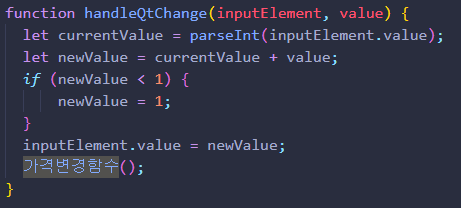 function handleQtChange(inputElement, value) {
let currentValue = parseInt(inputElement.value);
let newValue = currentValue + value;
if (newValue < 1) {
newValue = 1;
}
inputElement.value = newValue;
가격변경함수();
}